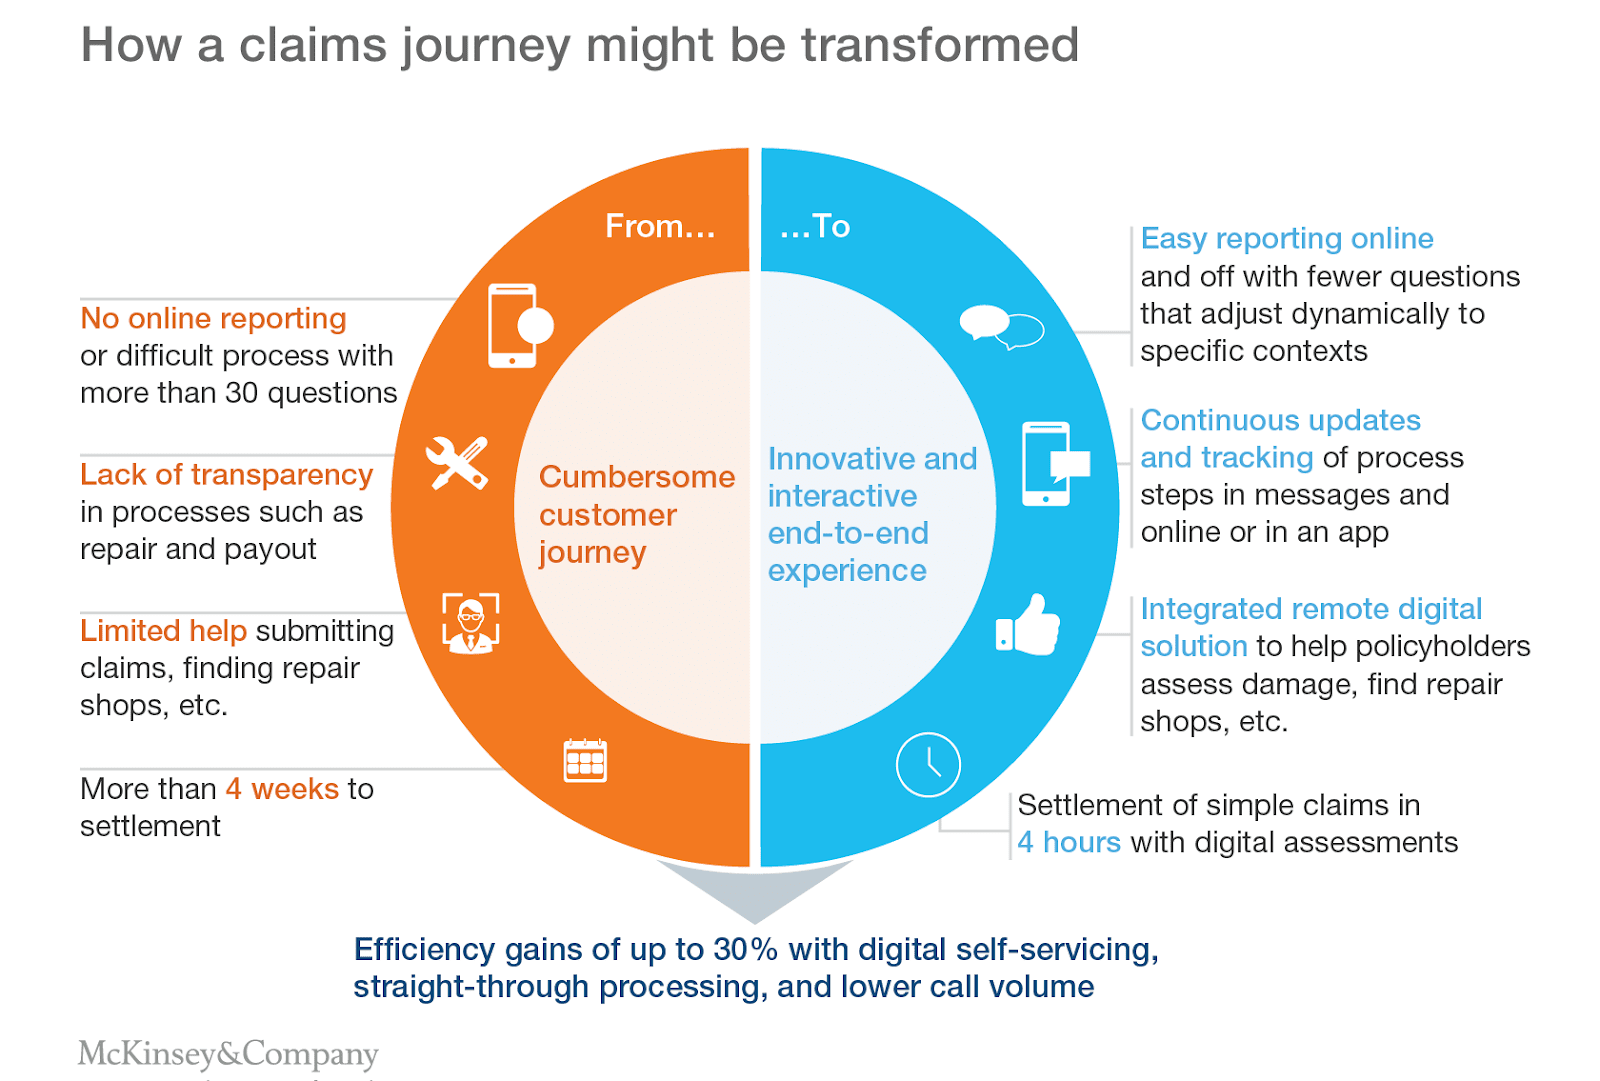 How a claims journey might be transformed
From...
...To
No online reporting
or difficult process with
more than 30 questions
Lack of transparency
in processes such as
repair and payout
Limited help submitting
claims, finding repair
shops, etc.
More than 4 weeks to
settlement
Cumbersome
customer
journey
Innovative and
interactive
end-to-end
experience
Easy reporting online
and off with fewer questions
that adjust dynamically to
specific contexts
Continuous updates
and tracking of process
steps in messages and
online or in an app
Integrated remote digital
solution to help policyholders
assess damage, find repair
shops, etc.
Settlement of simple claims in
4 hours with digital assessments
Efficiency gains of up to 30% with digital self-servicing,
straight-through processing, and lower call volume
McKinsey&Company